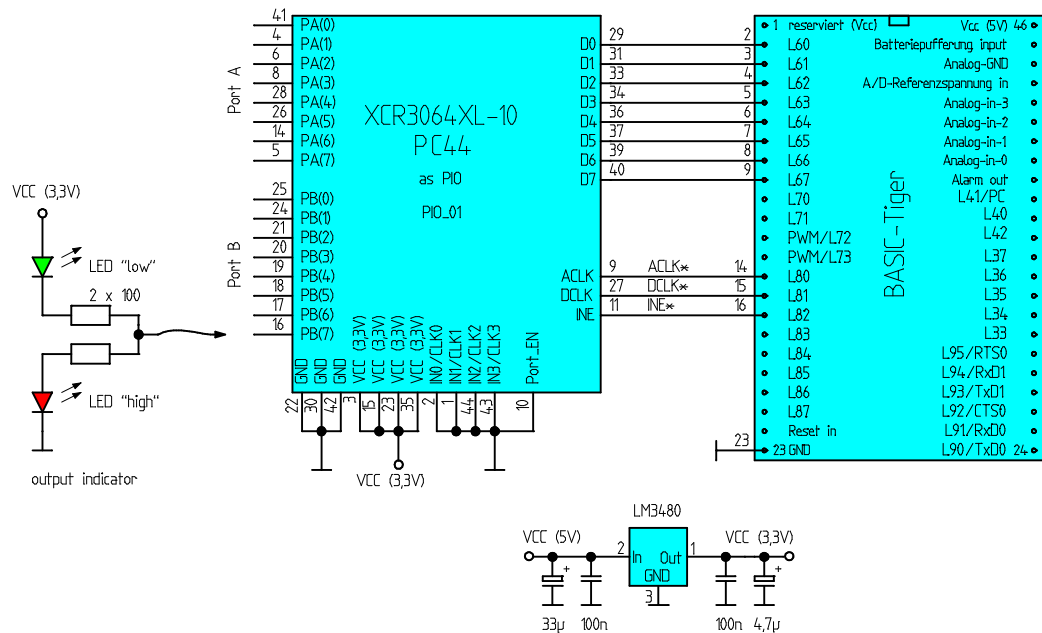 41 PA(0)
4 PA(1)
6 PA(2)
8 PA(3)
28 PA(4)
26 PA(5)
14 PA(6)
5 PA(7)
Port A
25 PB(0)
24 PB(1)
21 PB(2)
20 PB(3)
19 PB(4)
18 PB(5)
17 PB(6)
16 PB(7)
Port B
XCR3064XL-10
PC44
as PIO
PIO_01
D0 29
D1 31
D2 33
D3 34
D4 36
D5 37
D6 39
D7 40
ACLK 9 ACLK* 14
DCLK 27 DCLK* 15
INE 11 INE* 16
GND 22
GND 30
GND 42
VCC (3,3V) 3
VCC (3,3V) 15
VCC (3,3V) 23
VCC (3,3V) 35
IN0/CLK0 2
IN1/CLK1 1
IN2/CLK2 44
IN3/CLK3 43
Port_EN 10
VCC (3,3V)
1 reserviert (Vcc)
2 L60
3 L61
4 L62
5 L63
6 L64
7 L65
8 L66
9 L67
L70
L71
PWM/L72
PWM/L73
L80
L81
L82
L83
L84
L85
L86
L87
Reset in
23
23 GND
BASIC-Tiger
Vcc (5V) 46
Batteriepufferung input
Analog-GND
A/D-Referenzspannung in
Analog-in-3
Analog-in-2
Analog-in-1
Analog-in-0
Alarm out
L41/PC
L40
L42
L37
L36
L35
L34
L33
L95/RTS0
L94/RxD1
L93/TxD1
L92/CTS0
L91/RxD0
L90/TxD0 24
VCC (3,3V)
LED "low"
2 x 100
LED "high"
output indicator
LM3480
VCC (5V)
2 In Out 1
GND
3
VCC (3,3V)
+
+
33µ
100n
100n
4,7µ